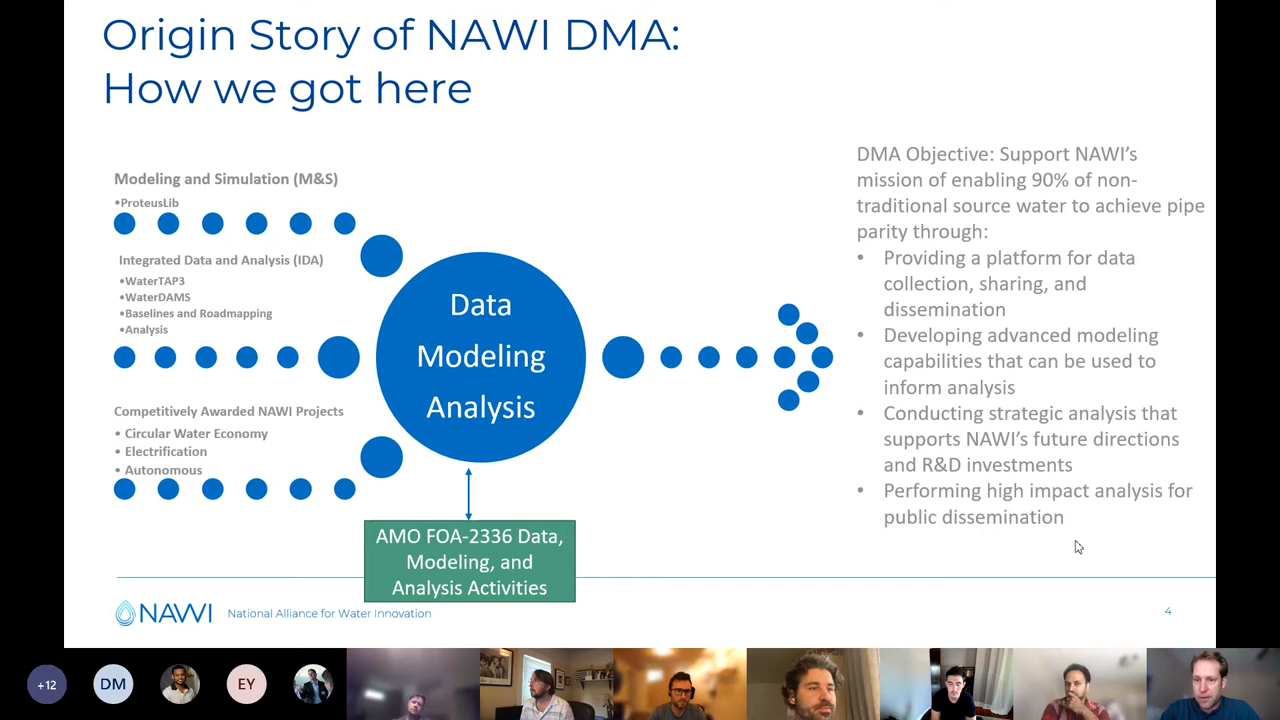 Origin Story of NAWI DMA:
How we got here
Modeling and Simulation (M&S)
•ProteusLib
Integrated Data and Analysis (IDA)
•WaterTAP3
•WaterDAMS
•Baselines and Roadmapping
•Analysis
Competitively Awarded NAWI Projects
• Circular Water Economy
• Electrification
• Autonomous
Data
Modeling
Analysis
AMO FOA-2336 Data,
Modeling, and
Analysis Activities
DMA Objective: Support NAWI’s
mission of enabling 90% of non-
traditional source water to achieve pipe
parity through:
• Providing a platform for data
collection, sharing, and
dissemination
• Developing advanced modeling
capabilities that can be used to
inform analysis
• Conducting strategic analysis that
supports NAWI’s future directions
and R&D investments
• Performing high impact analysis for
public dissemination
NAWI National Alliance for Water Innovation
4
+12
DM
EY